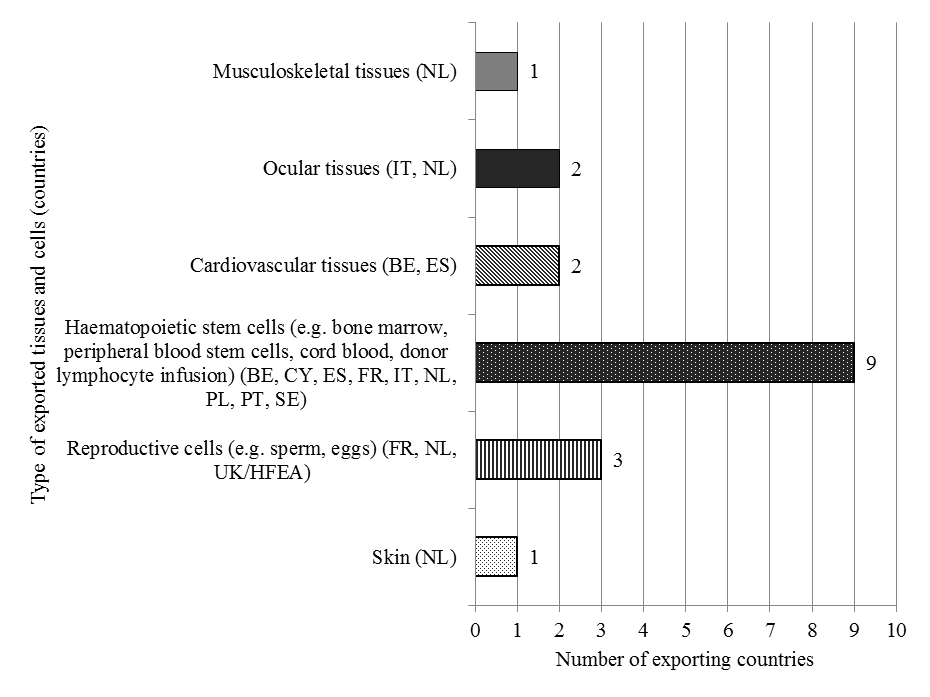 Type of exported tissues and cells (countries)
Musculoskeletal tissues (NL)
1
Ocular tissues (IT, NL)
2
Cardiovascular tissues (BE, ES)
2
Haematopoietic stem cells (e.g. bone marrow,
peripheral blood stem cells, cord blood, donor
lymphocyte infusion) (BE, CY, ES, FR, IT, NL,
PL, PT, SE)
9
Reproductive cells (e.g. sperm, eggs) (FR, NL,
UK/HFEA)
3
Skin (NL)
1
0 1 2 3 4 5 6 7 8 9 10
Number of exporting countries